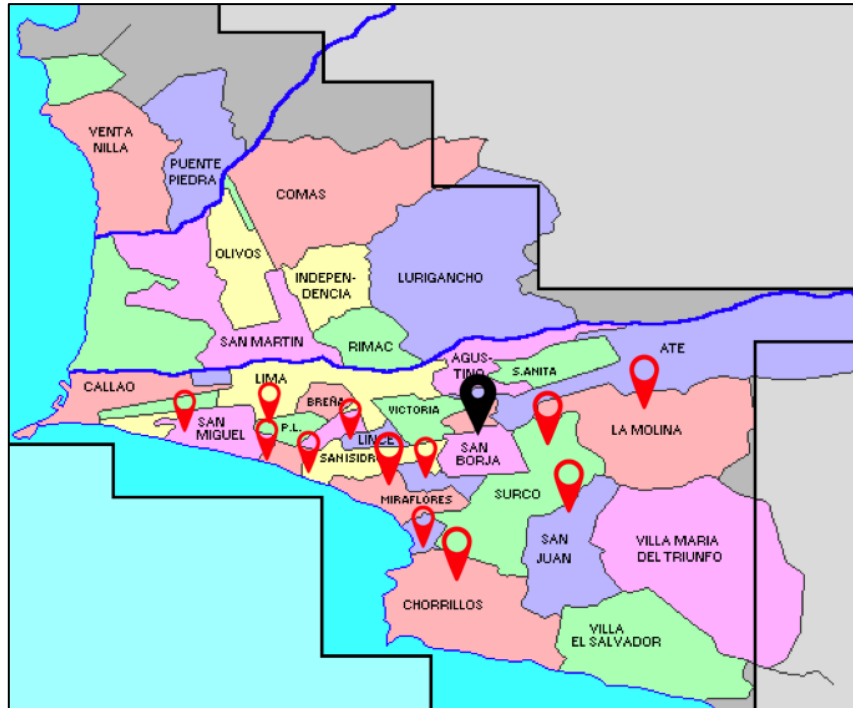 VENTA
NILLA
PUENTE
PIEDRA
COMAS
OLIVOS
INDEPEN-
DENCIA
LURIGANCHO
SAN MARTIN
RIMAC
ATE
AGUS-
TINO
S.ANITA
CALLAO
LIMA
BREÑA
VICTORIA
SAN
MIGUEL
P.L.
LINCE
LA MOLINA
SAN ISIDR
SAN
BORJA
MIRAFLORES
SURCO
SAN
JUAN
VILLA MARIA
DEL TRIUNFO
CHORRILLOS
VILLA
EL SALVADOR